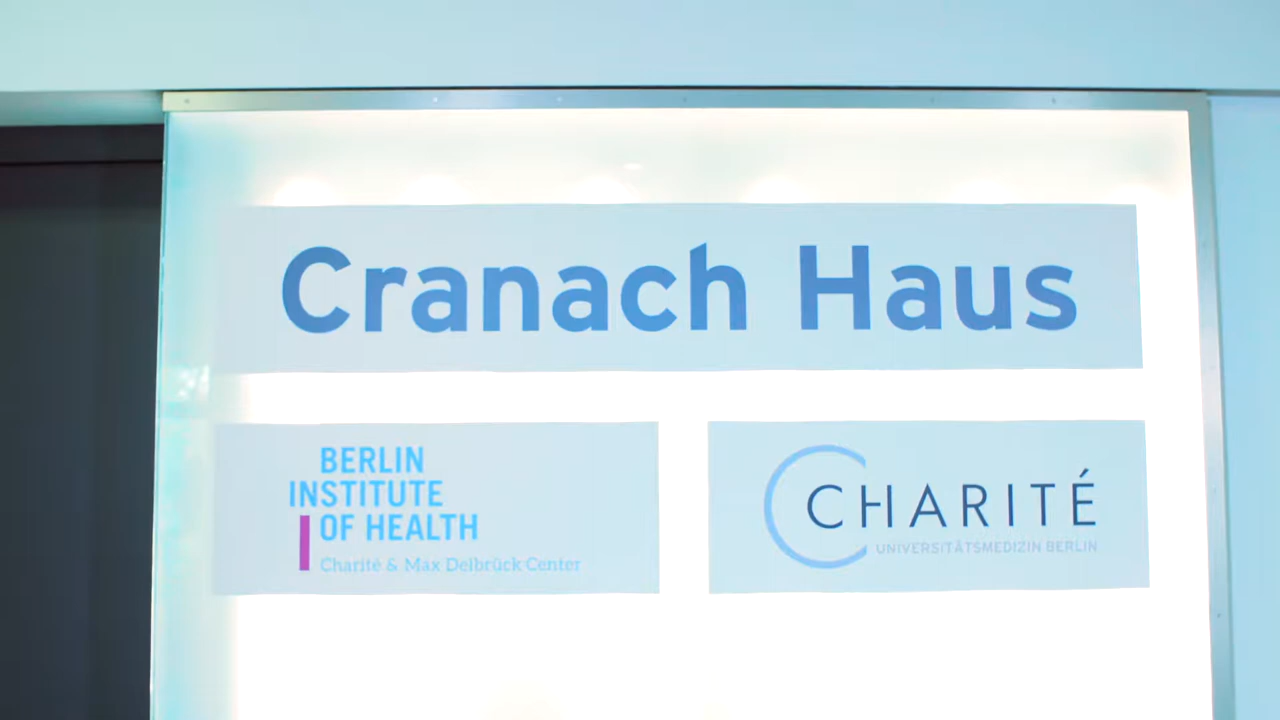 Cranach Haus
BERLIN
INSTITUTE
OF HEALTH
Charité & Max Delbrück Center
CHARITÉ
UNIVERSITÄTSMEDIZIN BERLIN